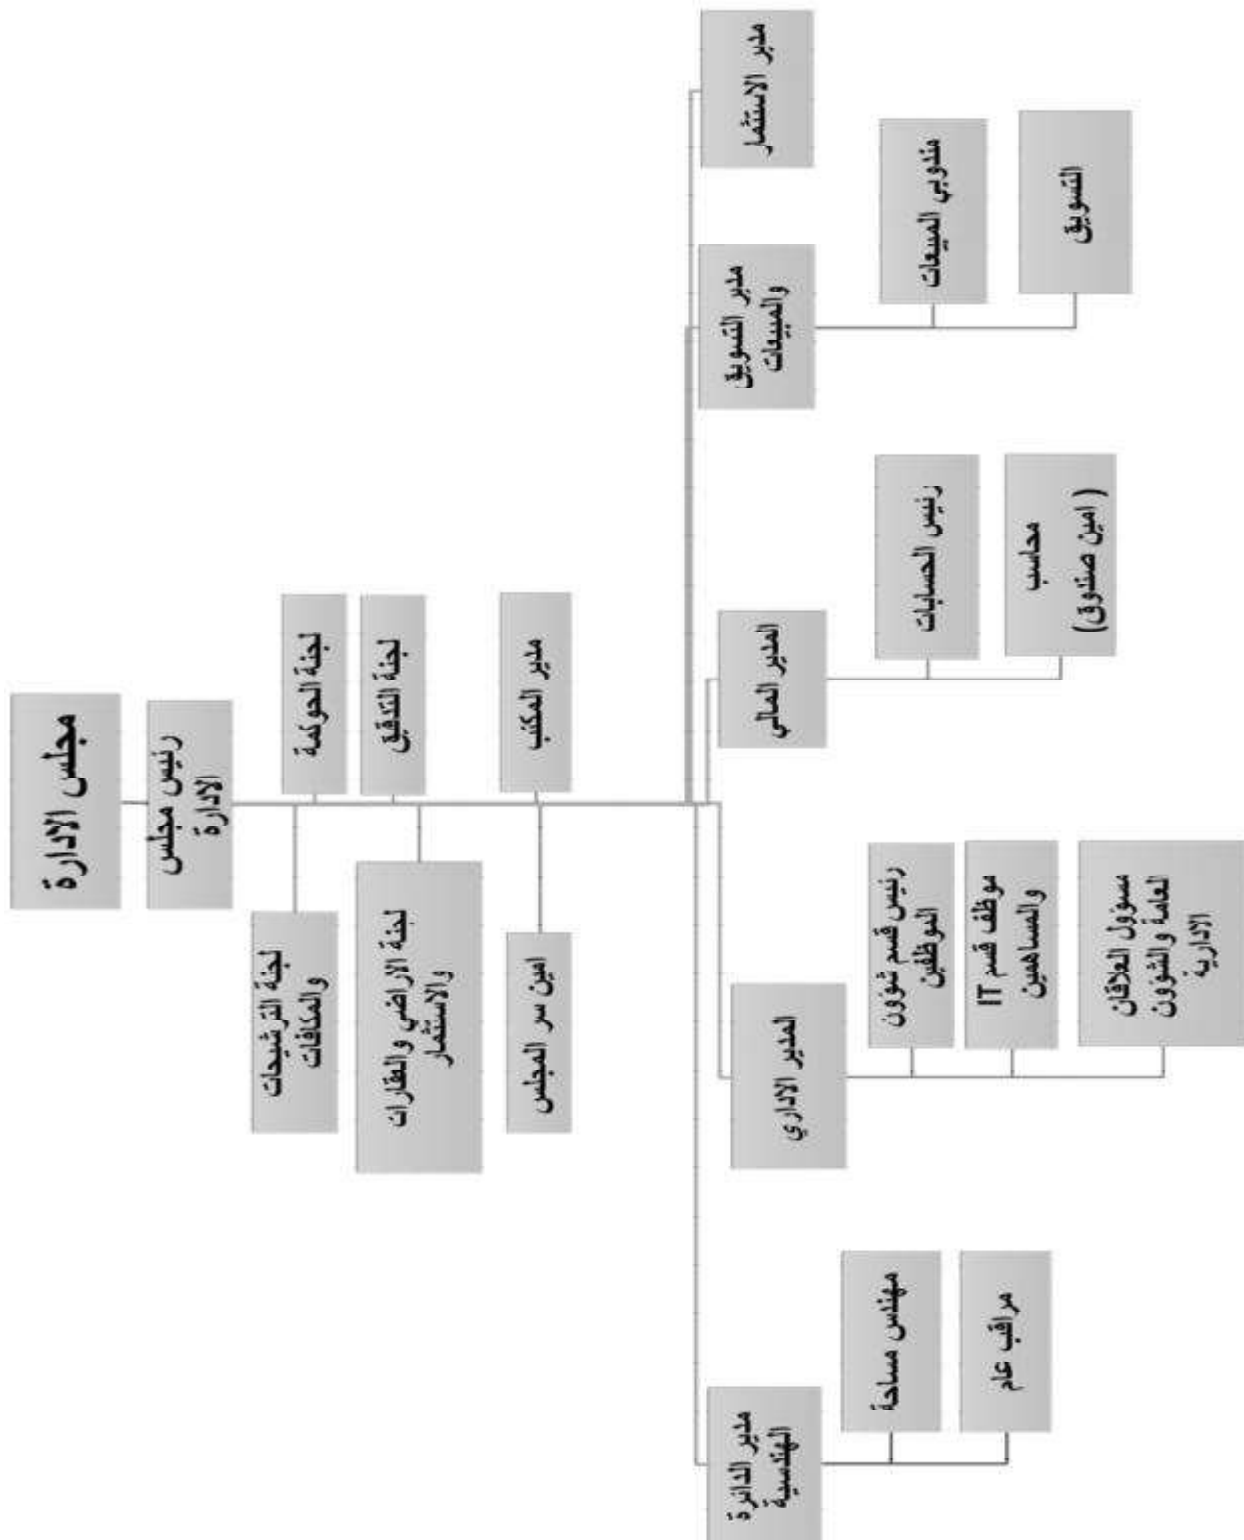 مجلس الادارة
رئيس مجلس
الادارة
لجنة الحوكمة
لجنة الترشيحات
والمكافات
لجنة التدقيق
لجنة الاراضي والعقارات
والاستثمار
مدير المكتب
امين سر المجلس
مدير الاستثمار
مدير التسويق
والمبيعات
مندوبي المبيعات
التسويق
المدير المالي
رئيس الحسابات
محاسب
( امين صندوق)
المدير الاداري
رئيس قسم شؤون
الموظفين
موظف قسم IT
والمساهمين
مسؤول العلاقات
العامة والشؤون
الادارية
مدير الدائرة
الهندسية
مهندس مساحة
مراقب عام